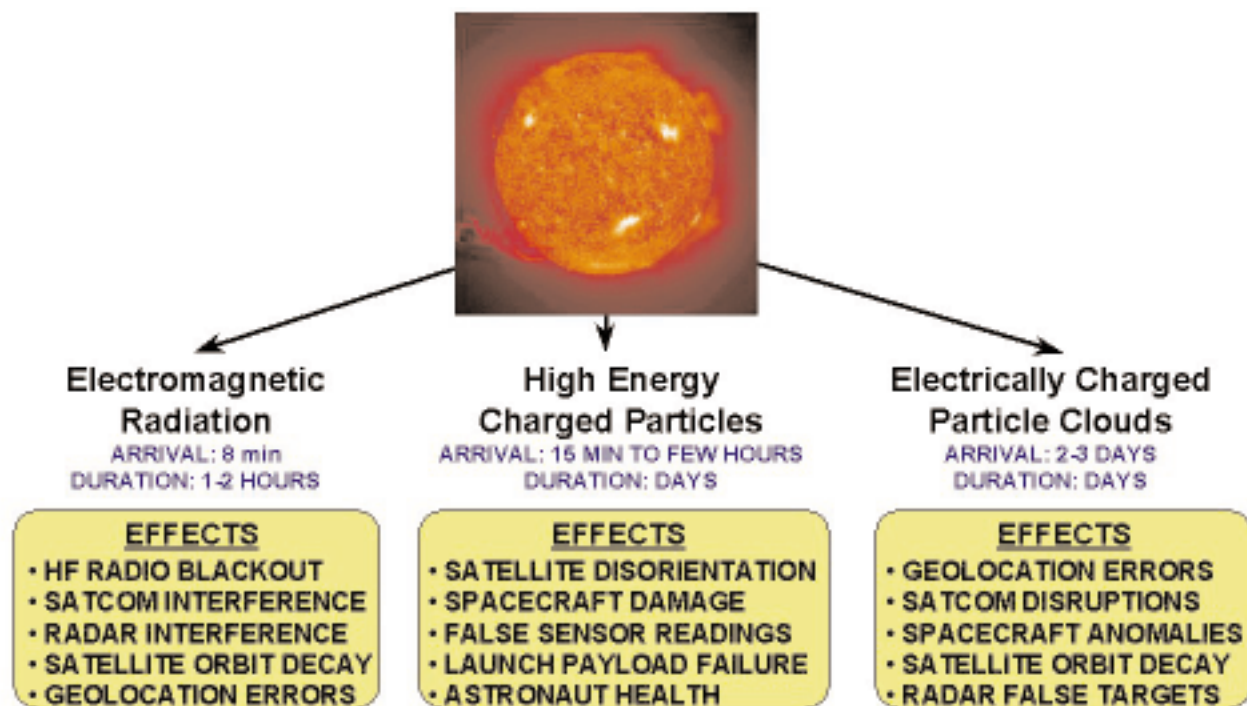 Electromagnetic
Radiation
ARRIVAL: 8 min
DURATION: 1-2 HOURS
EFFECTS
• HF RADIO BLACKOUT
• SATCOM INTERFERENCE
• RADAR INTERFERENCE
• SATELLITE ORBIT DECAY
• GEOLOCATION ERRORS
High Energy
Charged Particles
ARRIVAL: 15 MIN TO FEW HOURS
DURATION: DAYS
EFFECTS
• SATELLITE DISORIENTATION
• SPACECRAFT DAMAGE
• FALSE SENSOR READINGS
• LAUNCH PAYLOAD FAILURE
• ASTRONAUT HEALTH
Electrically Charged
Particle Clouds
ARRIVAL: 2-3 DAYS
DURATION: DAYS
EFFECTS
• GEOLOCATION ERRORS
• SATCOM DISRUPTIONS
• SPACECRAFT ANOMALIES
• SATELLITE ORBIT DECAY
• RADAR FALSE TARGETS